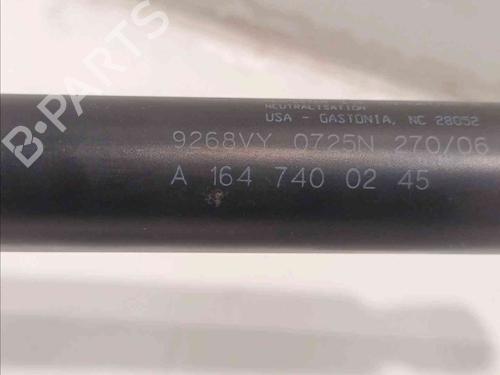 NEUTRALISATION
USA - GASTONIA, NC 28052
9268VY 0725N 270/06
A 164 740 02 45
B-PARTS